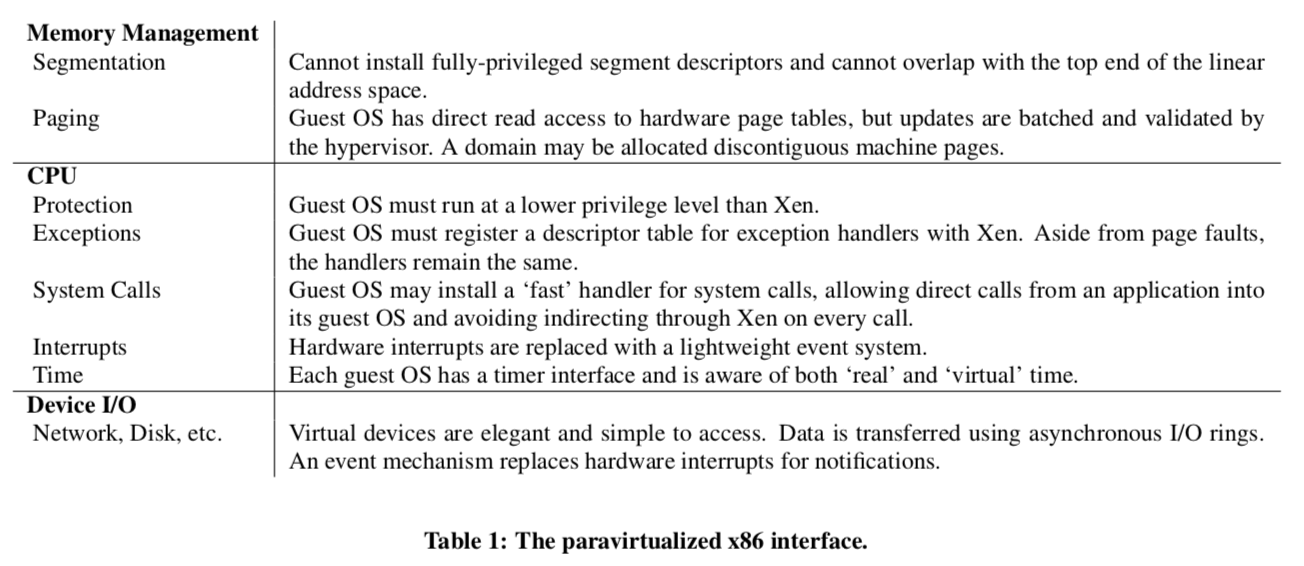 Memory Management
Segmentation Cannot install fully-privileged segment descriptors and cannot overlap with the top end of the linear
address space.
Paging Guest OS has direct read access to hardware page tables, but updates are batched and validated by
the hypervisor. A domain may be allocated discontiguous machine pages.
CPU
Protection Guest OS must run at a lower privilege level than Xen.
Exceptions Guest OS must register a descriptor table for exception handlers with Xen. Aside from page faults,
the handlers remain the same.
System Calls Guest OS may install a ‘fast’ handler for system calls, allowing direct calls from an application into
its guest OS and avoiding indirecting through Xen on every call.
Interrupts Hardware interrupts are replaced with a lightweight event system.
Time Each guest OS has a timer interface and is aware of both ‘real’ and ‘virtual’ time.
Device I/O
Network, Disk, etc. Virtual devices are elegant and simple to access. Data is transferred using asynchronous I/O rings.
An event mechanism replaces hardware interrupts for notifications.
Table 1: The paravirtualized x86 interface.